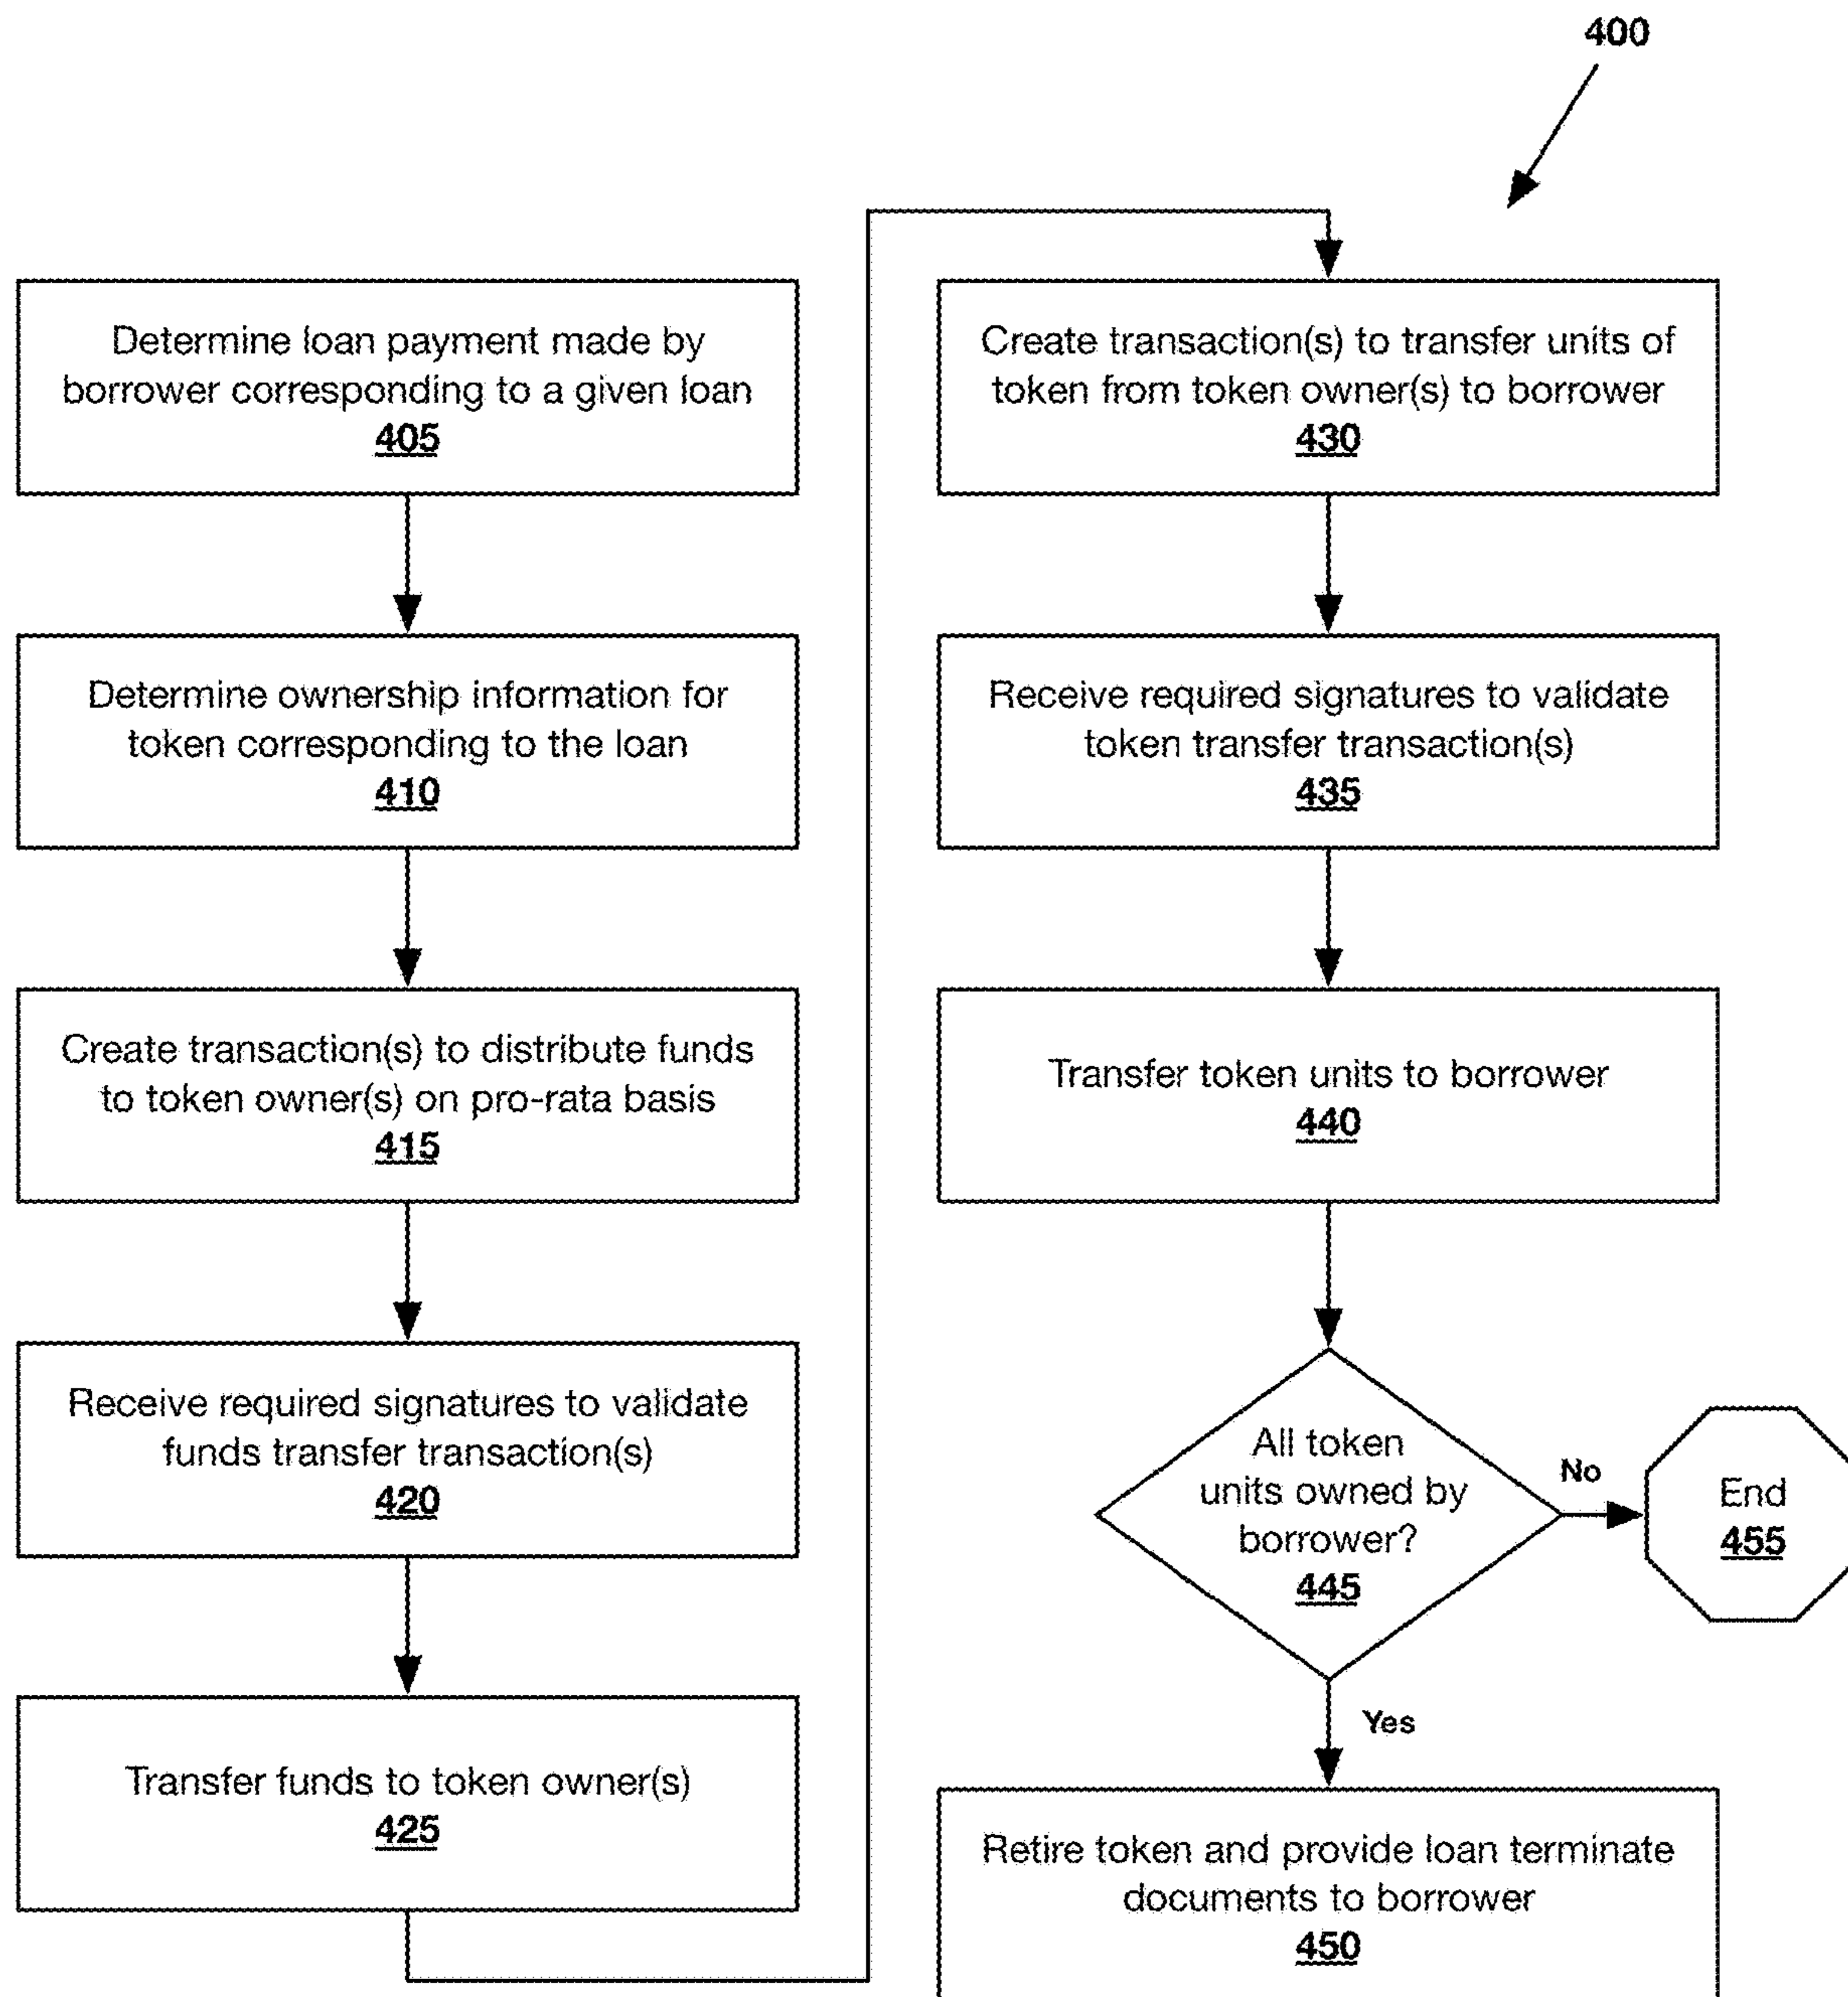 400
Determine loan payment made by
borrower corresponding to a given loan
405
Determine ownership information for
token corresponding to the loan
410
Create transaction(s) to distribute funds
to token owner(s) on pro-rata basis
415
Receive required signatures to validate
funds transfer transaction(s)
420
Transfer funds to token owner(s)
425
Create transaction(s) to transfer units of
token from token owner(s) to borrower
430
Receive required signatures to validate
token transfer transaction(s)
435
Transfer token units to borrower
440
All token
units owned by
borrower?
445
No
End
455
Yes
Retire token and provide loan terminate
documents to borrower
450